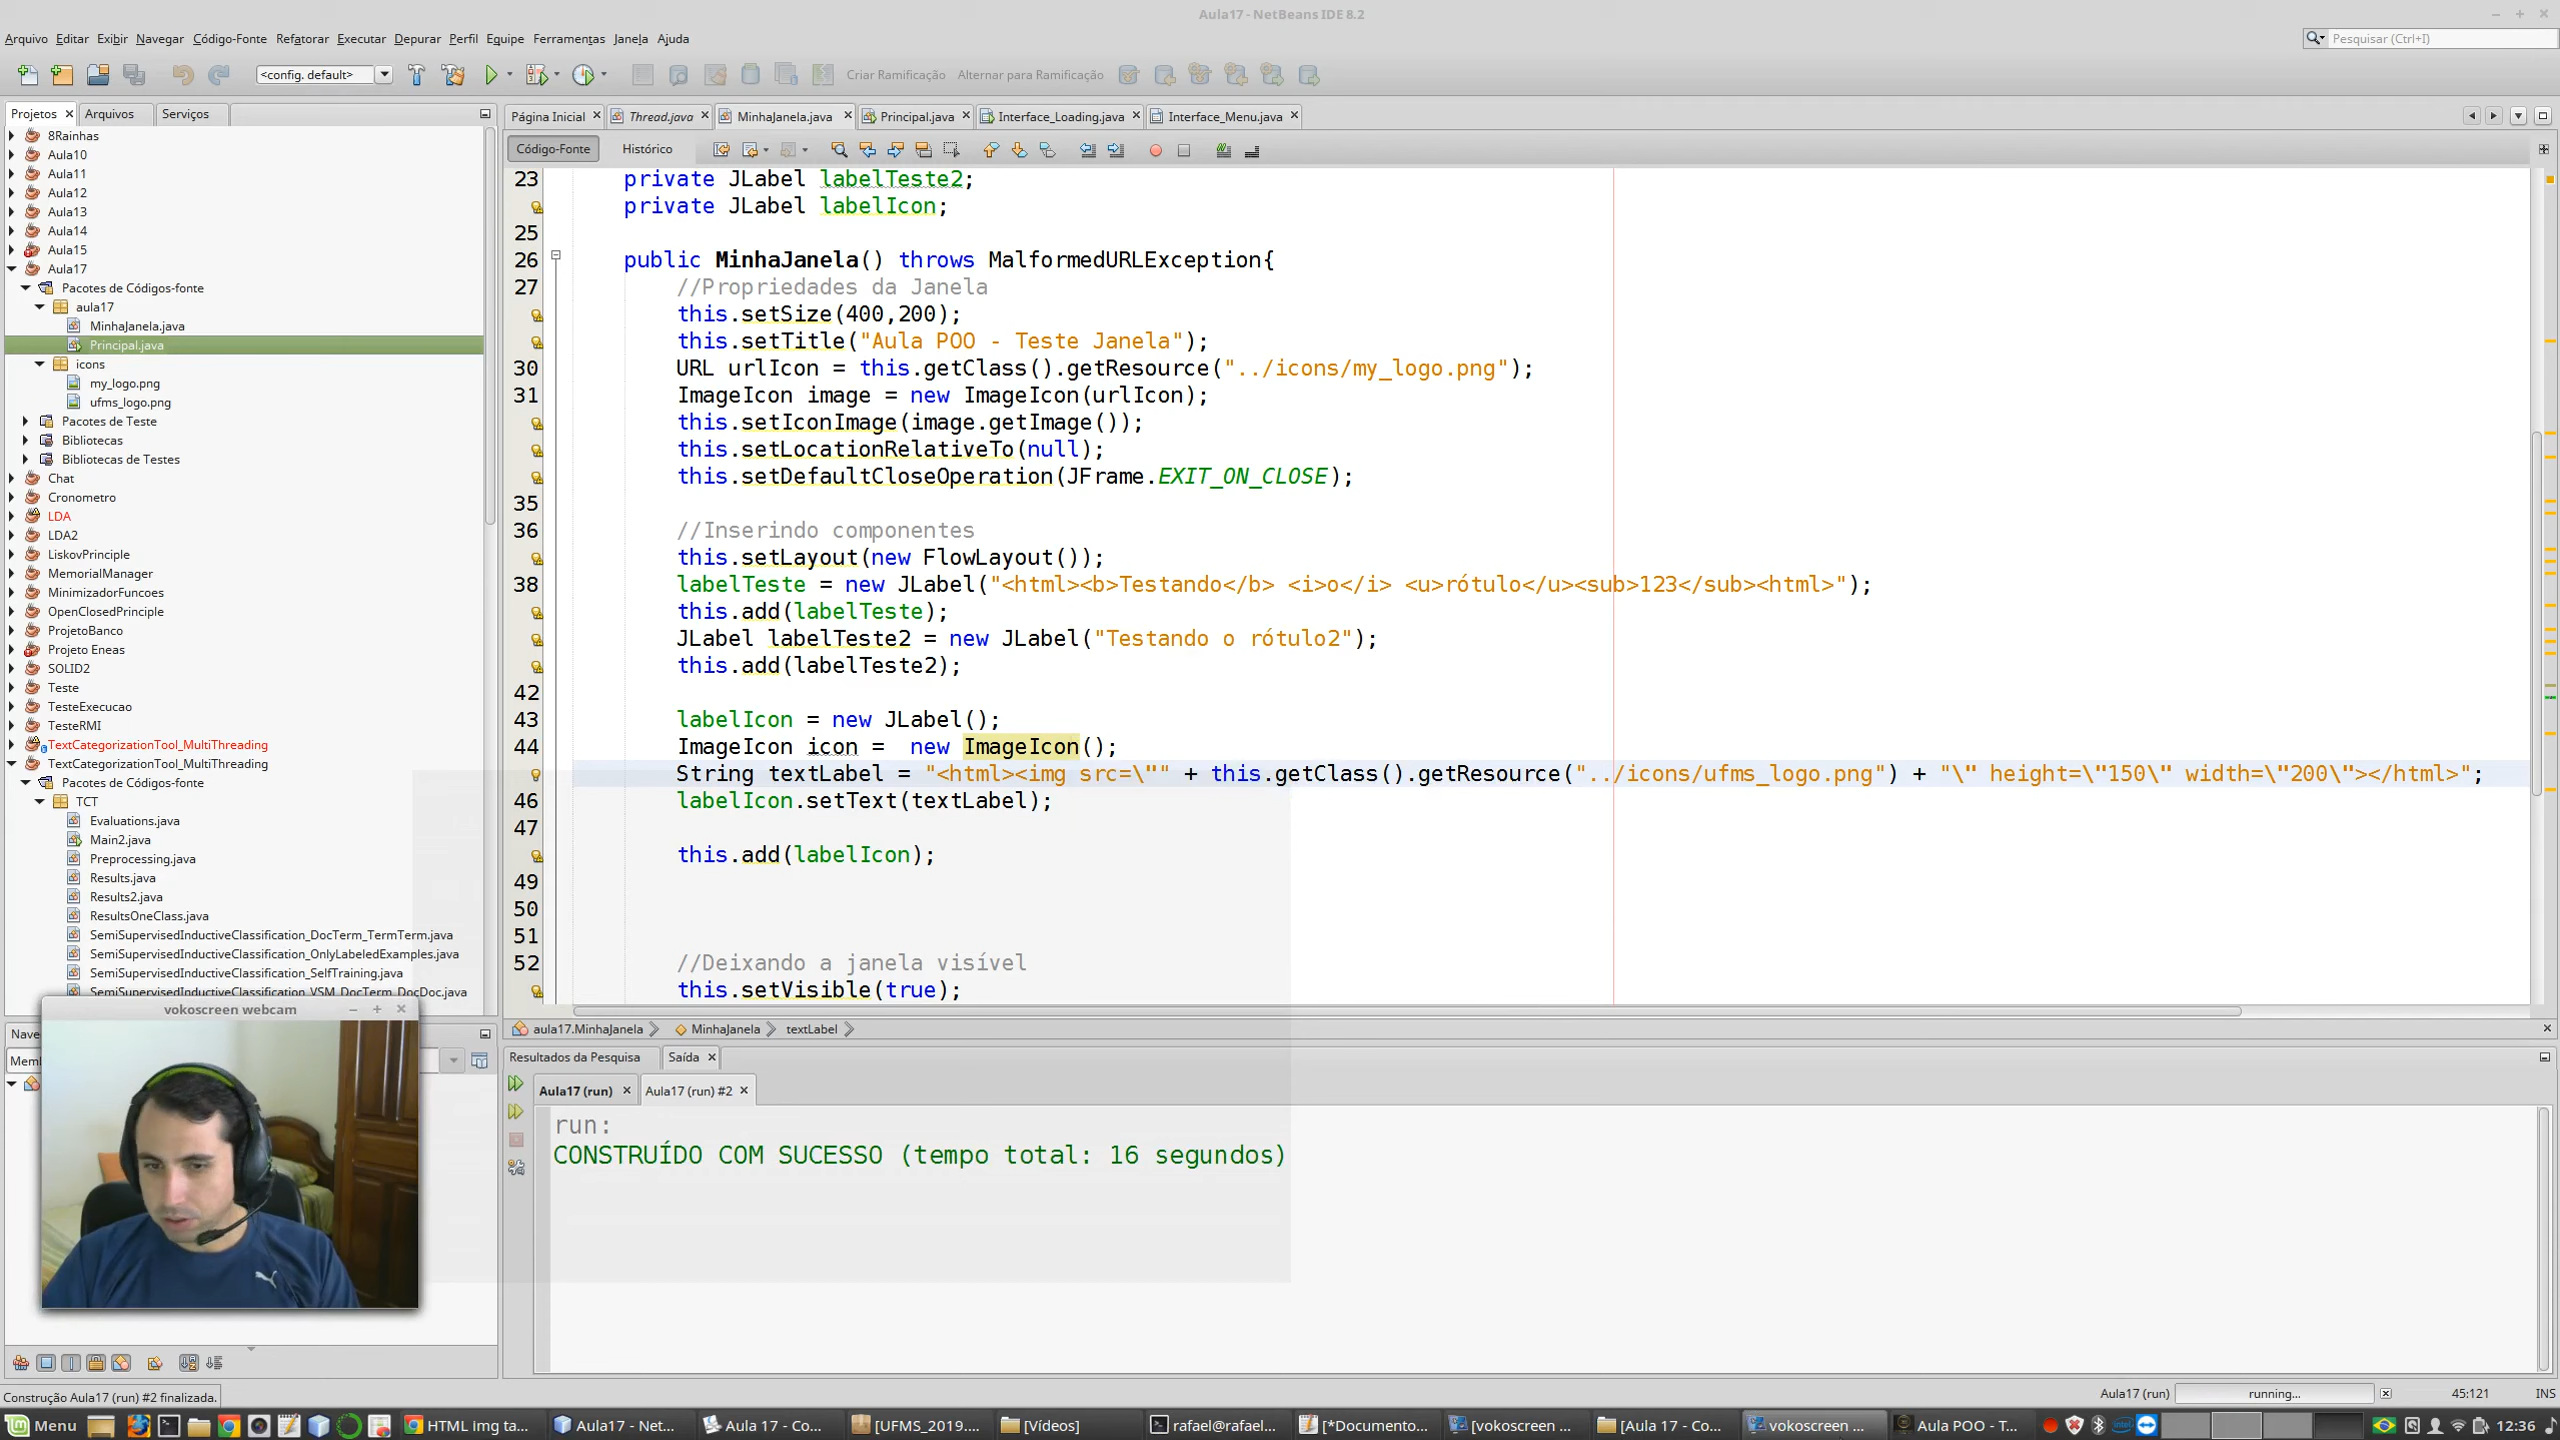 Aula17 - NetBeans IDE 8.2
Arquivo Editar Exibir Navegar Código-Fonte Refatorar Executar Depurar Perfil Equipe Ferramentas Janela Ajuda
Pesquisar (Ctrl+I)
<config. default>
Criar Ramificação Alternar para Ramificação
Projetos Arquivos Serviços
Página Inicial Thread.java MinhaJanela.java Principal.java Interface_Loading.java Interface_Menu.java
Código-Fonte Histórico
8Rainhas
Aula10
Aula11
Aula12
Aula13
Aula14
Aula15
Aula17
Pacotes de Códigos-fonte
aula17
MinhaJanela.java
Principal.java
icons
my_logo.png
ufms_logo.png
Pacotes de Teste
Bibliotecas
Bibliotecas de Testes
Chat
Cronometro
LDA
LDA2
LiskovPrinciple
MemorialManager
MinimizadorFuncoes
OpenClosedPrinciple
ProjetoBanco
Projeto Eneas
SOLID2
Teste
TesteExecucao
TesteRMI
TextCategorizationTool_MultiThreading
TextCategorizationTool_MultiThreading
Pacotes de Códigos-fonte
TCT
Evaluations.java
Main2.java
Preprocessing.java
Results.java
Results2.java
ResultsOneClass.java
SemiSupervisedInductiveClassification_DocTerm_TermTerm.java
SemiSupervisedInductiveClassification_OnlyLabeledExamples.java
SemiSupervisedInductiveClassification_SelfTraining.java
SemiSupervisedInductiveClassification_VSM_DocTerm_DocDoc.java
23 private JLabel labelTeste2;
private JLabel labelIcon;
25
26 public MinhaJanela() throws MalformedURLException{
27 //Propriedades da Janela
this.setSize(400,200);
this.setTitle("Aula POO - Teste Janela");
30 URL urlIcon = this.getClass().getResource("../icons/my_logo.png");
31 ImageIcon image = new ImageIcon(urlIcon);
this.setIconImage(image.getImage());
this.setLocationRelativeTo(null);
this.setDefaultCloseOperation(JFrame.EXIT_ON_CLOSE);
35
36 //Inserindo componentes
this.setLayout(new FlowLayout());
38 labelTeste = new JLabel("<html><b>Testando</b> <i>o</i> <u>rótulo</u><sub>123</sub><html>");
this.add(labelTeste);
JLabel labelTeste2 = new JLabel("Testando o rótulo2");
this.add(labelTeste2);
42
43 labelIcon = new JLabel();
44 ImageIcon icon =  new ImageIcon();
String textLabel = "<html><img src=\"" + this.getClass().getResource("../icons/ufms_logo.png") + "\" height=\"150\" width=\"200\"></html>";
46 labelIcon.setText(textLabel);
47
this.add(labelIcon);
49
50
51
52 //Deixando a janela visível
this.setVisible(true);
aula17.MinhaJanela MinhaJanela textLabel
vokoscreen webcam
Nave
Mem
Resultados da Pesquisa Saída
Aula17 (run) Aula17 (run) #2
run:
CONSTRUÍDO COM SUCESSO (tempo total: 16 segundos)
Construção Aula17 (run) #2 finalizada.
Aula17 (run) running... 45:121 INS
Menu HTML img ta... Aula17 - Net... Aula 17 - Co... [UFMS_2019.... [Vídeos] rafael@rafael... [*Documento... [vokoscreen ... [Aula 17 - Co... vokoscreen ... Aula POO - T... intel 12:36